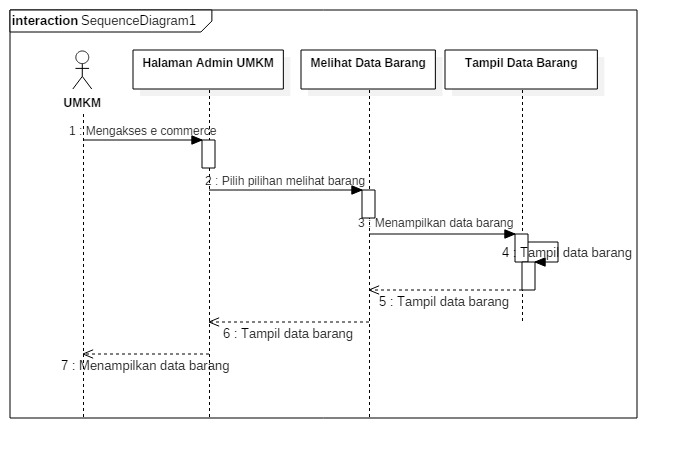 interaction SequenceDiagram1
Halaman Admin UMKM
Melihat Data Barang
Tampil Data Barang
UMKM
1 : Mengakses e commerce
2 : Pilih pilihan melihat barang
3 : Menampilkan data barang
4 : Tampil data barang
5 : Tampil data barang
6 : Tampil data barang
7 : Menampilkan data barang